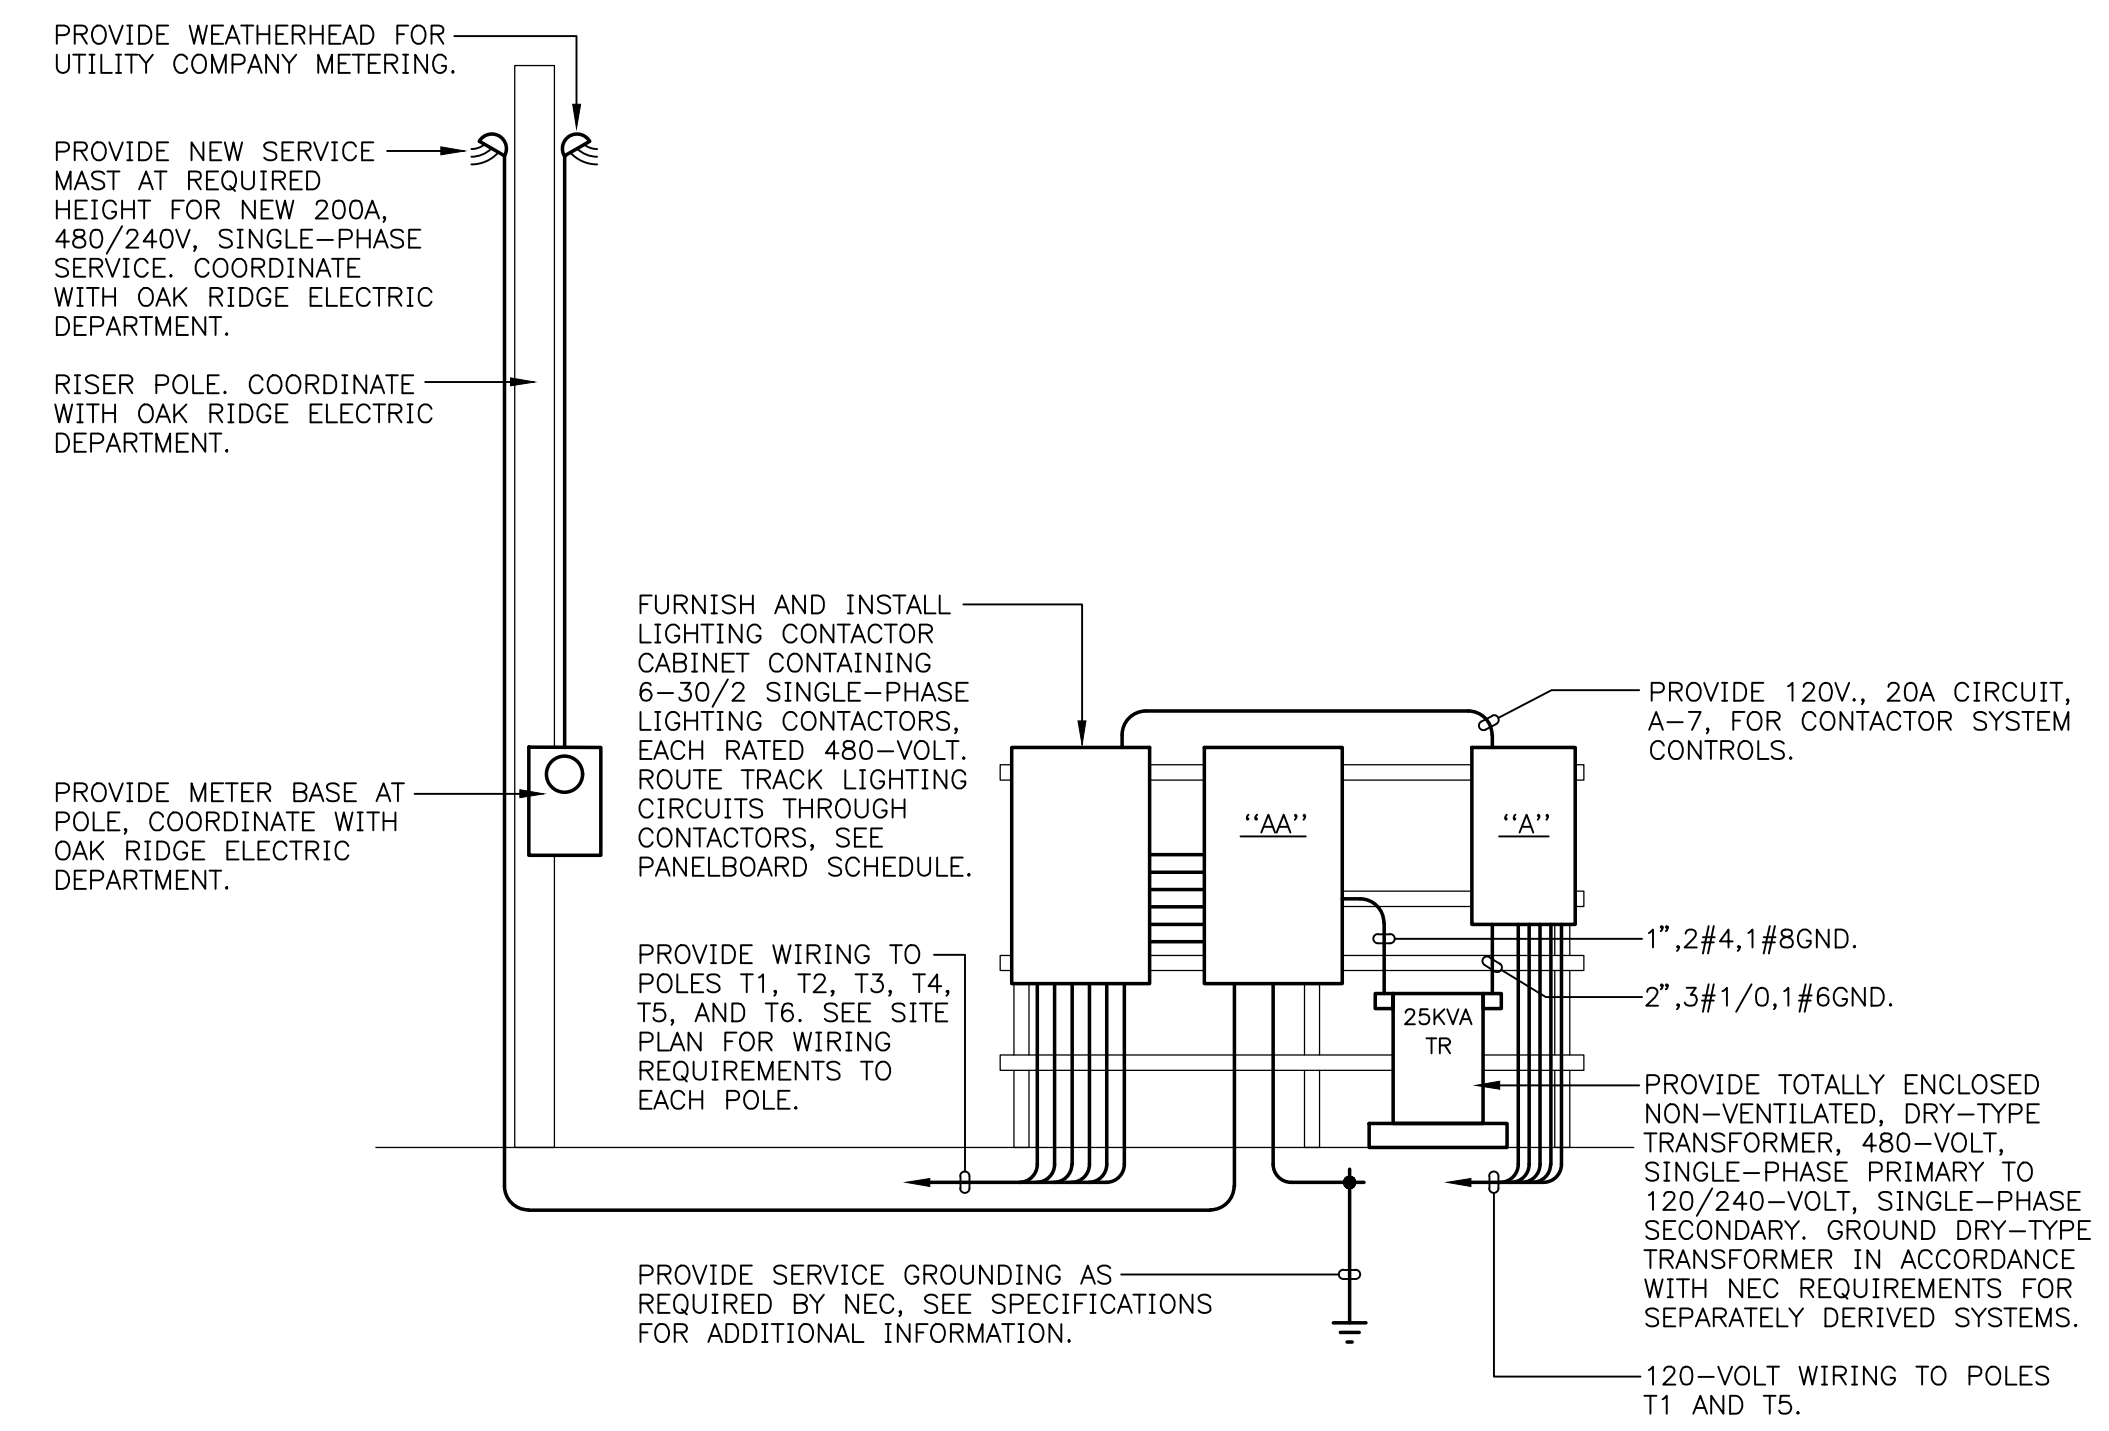 PROVIDE WEATHERHEAD FOR
UTILITY COMPANY METERING.
PROVIDE NEW SERVICE
MAST AT REQUIRED
HEIGHT FOR NEW 200A,
480/240V, SINGLE-PHASE
SERVICE. COORDINATE
WITH OAK RIDGE ELECTRIC
DEPARTMENT.
RISER POLE. COORDINATE
WITH OAK RIDGE ELECTRIC
DEPARTMENT.
PROVIDE METER BASE AT
POLE, COORDINATE WITH
OAK RIDGE ELECTRIC
DEPARTMENT.
FURNISH AND INSTALL
LIGHTING CONTACTOR
CABINET CONTAINING
6-30/2 SINGLE-PHASE
LIGHTING CONTACTORS,
EACH RATED 480-VOLT.
ROUTE TRACK LIGHTING
CIRCUITS THROUGH
CONTACTORS, SEE
PANELBOARD SCHEDULE.
PROVIDE WIRING TO
POLES T1, T2, T3, T4,
T5, AND T6. SEE SITE
PLAN FOR WIRING
REQUIREMENTS TO
EACH POLE.
PROVIDE SERVICE GROUNDING AS
REQUIRED BY NEC, SEE SPECIFICATIONS
FOR ADDITIONAL INFORMATION.
"AA"
"A"
25KVA
TR
PROVIDE 120V., 20A CIRCUIT,
A-7, FOR CONTACTOR SYSTEM
CONTROLS.
1",2#4,1#8GND.
2",3#1/0,1#6GND.
PROVIDE TOTALLY ENCLOSED
NON-VENTILATED, DRY-TYPE
TRANSFORMER, 480-VOLT,
SINGLE-PHASE PRIMARY TO
120/240-VOLT, SINGLE-PHASE
SECONDARY. GROUND DRY-TYPE
TRANSFORMER IN ACCORDANCE
WITH NEC REQUIREMENTS FOR
SEPARATELY DERIVED SYSTEMS.
120-VOLT WIRING TO POLES
T1 AND T5.